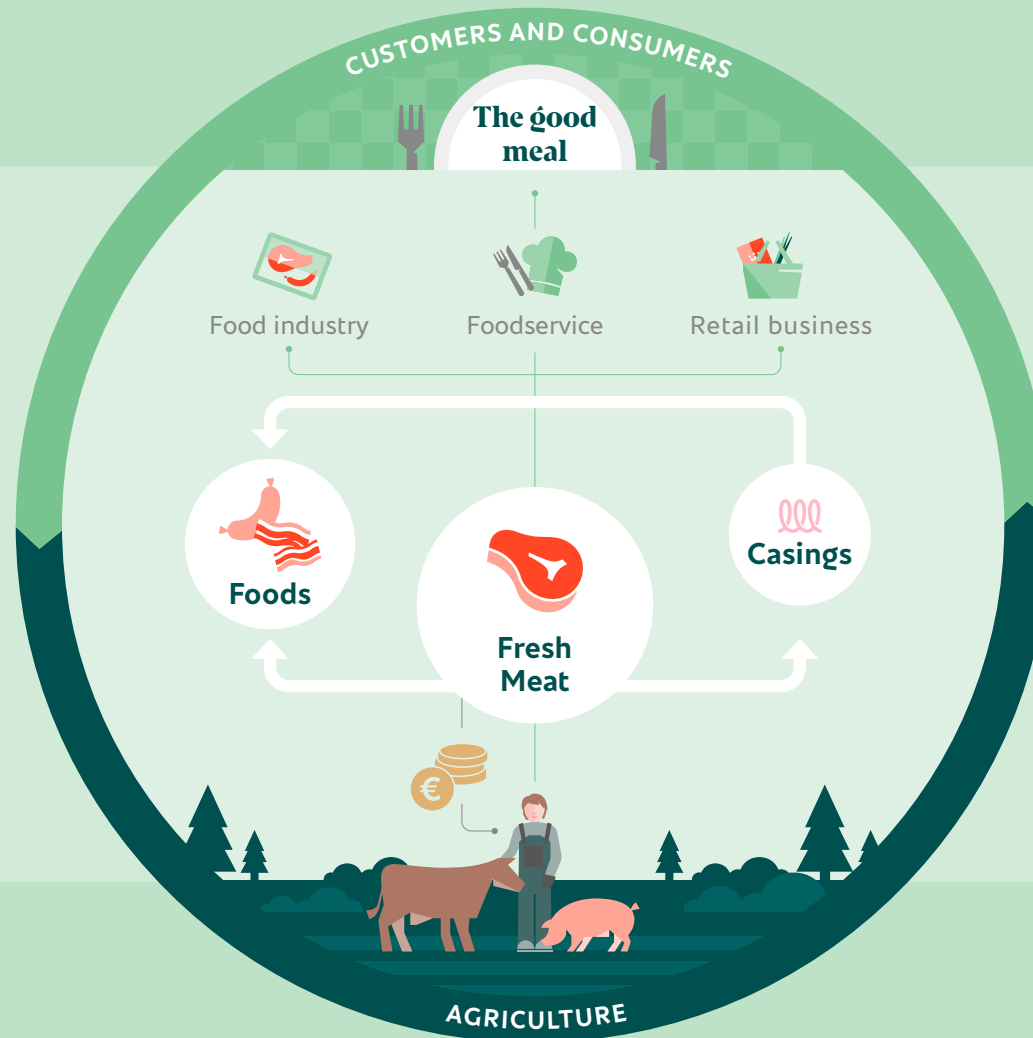 CUSTOMERS AND CONSUMERS
The good
meal
Food industry
Foodservice
Retail business
Foods
Fresh
Meat
Casings
€
AGRICULTURE